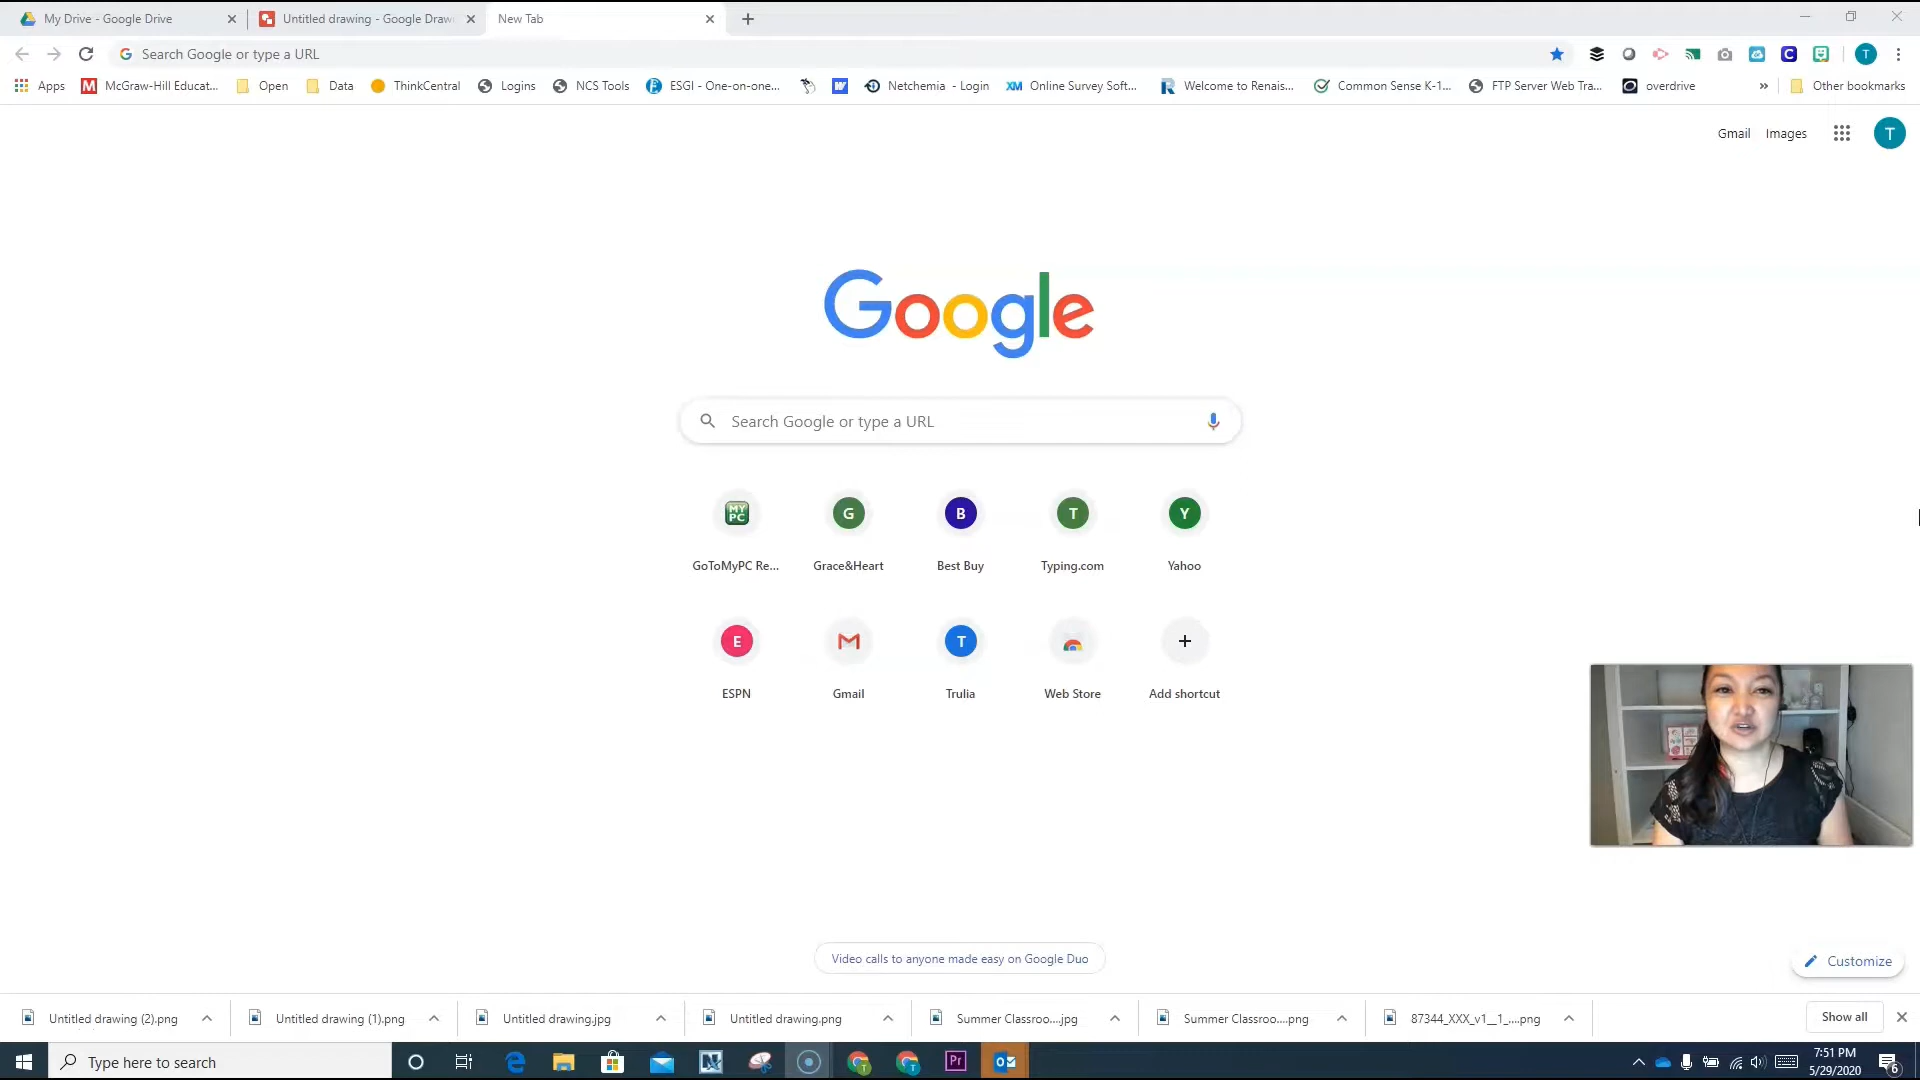 My Drive - Google Drive
Untitled drawing - Google Draw
New Tab
Search Google or type a URL
Apps
McGraw-Hill Educat...
Open
Data
ThinkCentral
Logins
NCS Tools
ESGI - One-on-one...
Netchemia - Login
XM
Online Survey Soft...
Welcome to Renais...
Common Sense K-1...
FTP Server Web Tra...
overdrive
»
Other bookmarks
Gmail
Images
T
Google
Search Google or type a URL
MY PC
G
B
T
Y
GoToMyPC Re...
Grace&Heart
Best Buy
Typing.com
Yahoo
E
T
ESPN
Gmail
Trulia
Web Store
Add shortcut
Video calls to anyone made easy on Google Duo
Customize
Untitled drawing (2).png
Untitled drawing (1).png
Untitled drawing.jpg
Untitled drawing.png
Summer Classroo....jpg
Summer Classroo....png
87344_XXX_v1__1_....png
Show all
Type here to search
Pr
7:51 PM
5/29/2020
6